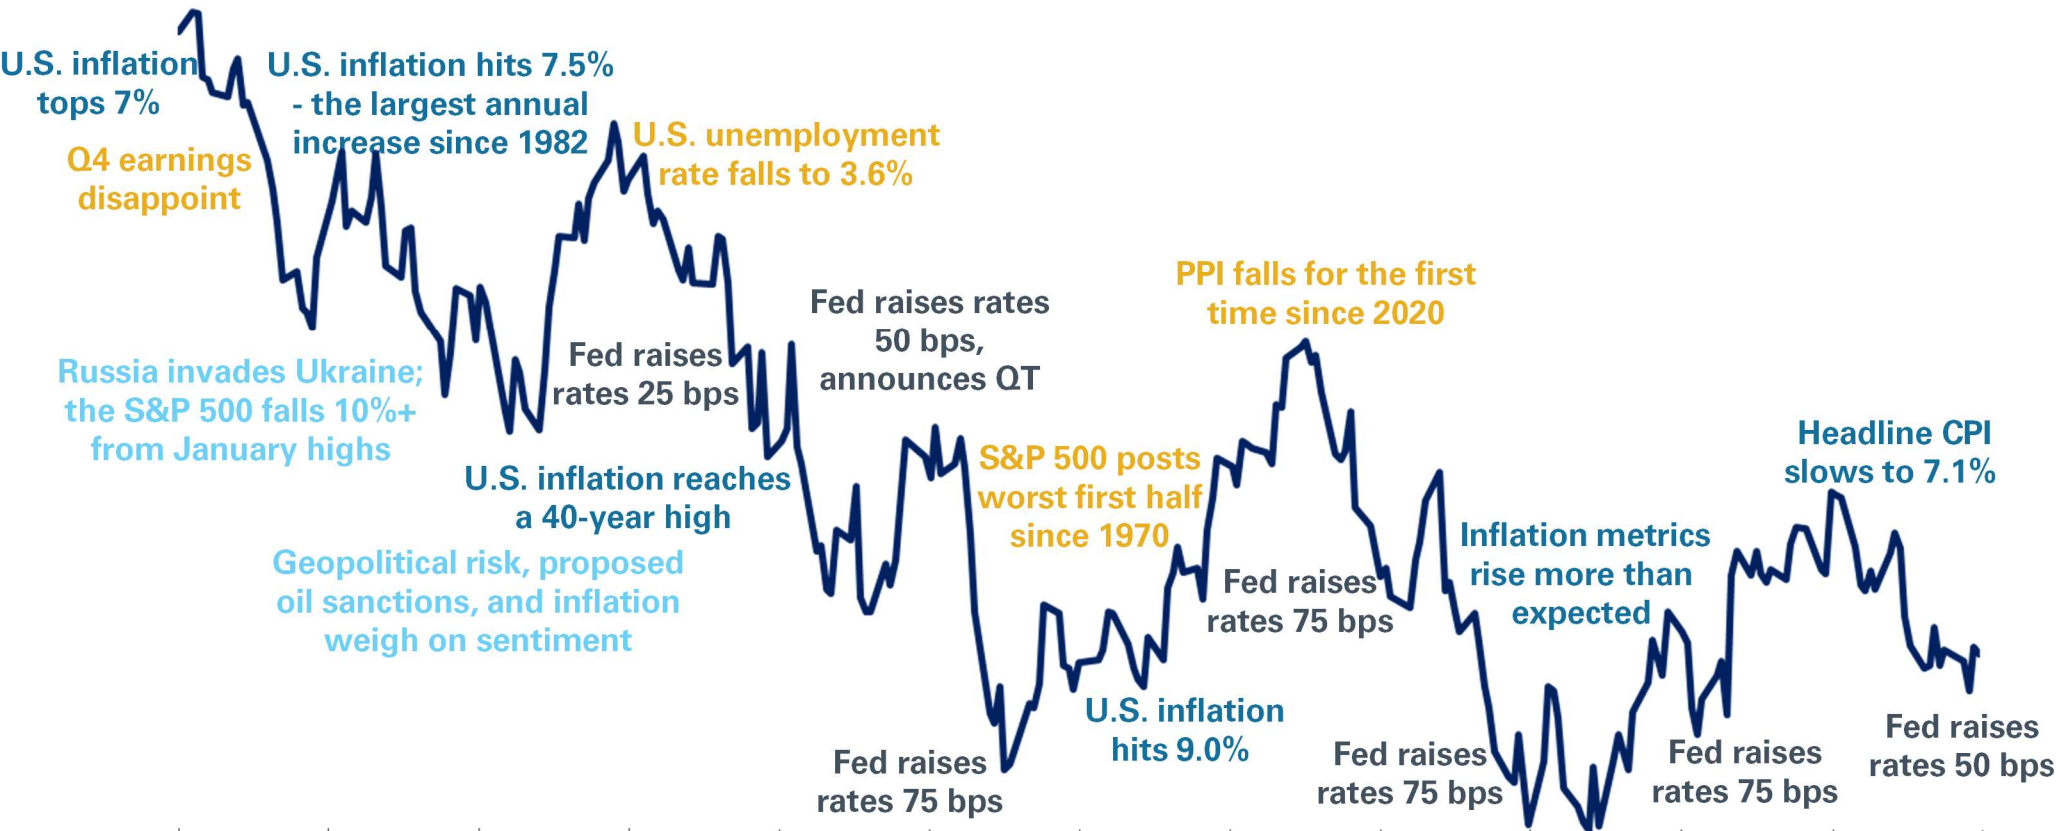 U.S. inflation
tops 7%
Q4 earnings
disappoint
U.S. inflation hits 7.5%
- the largest annual
increase since 1982
Russia invades Ukraine;
the S&P 500 falls 10%+
from January highs
U.S. unemployment
rate falls to 3.6%
Fed raises
rates 25 bps
U.S. inflation reaches
a 40-year high
Geopolitical risk, proposed
oil sanctions, and inflation
weigh on sentiment
Fed raises rates
50 bps,
announces QT
Fed raises
rates 75 bps
S&P 500 posts
worst first half
since 1970
U.S. inflation
hits 9.0%
PPI falls for the first
time since 2020
Fed raises
rates 75 bps
Fed raises
rates 75 bps
Inflation metrics
rise more than
expected
Fed raises
rates 75 bps
Headline CPI
slows to 7.1%
Fed raises
rates 50 bps